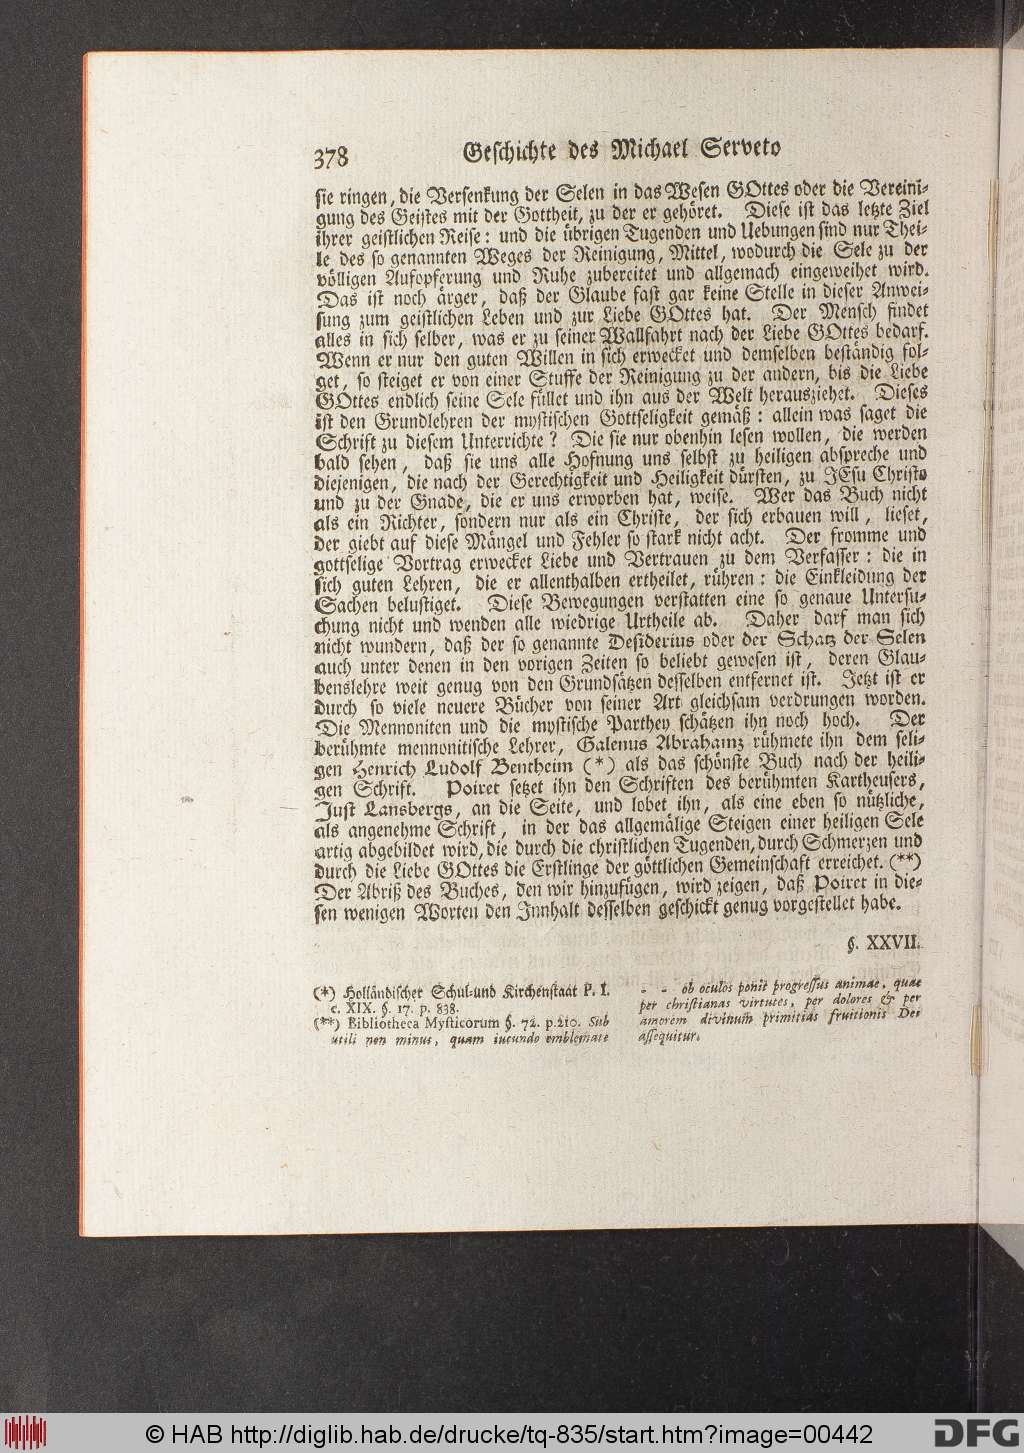 378 Geschichte des Michael Serveto
sie ringen, die Versenkung der Selen in das Wesen GOttes oder die Vereini-
gung des Geistes mit der Gottheit, zu der er gehöret. Diese ist das letzte Ziel
ihrer geistlichen Reise: und die übrigen Tugenden und Uebungen sind nur Thei-
le des so genannten Weges der Reinigung, Mittel, wodurch die Sele zu der
völligen Aufopferung und Ruhe zubereitet und allgemach eingeweihet wird.
Das ist noch ärger, daß der Glaube fast gar keine Stelle in dieser Anwei-
sung zum geistlichen Leben und zur Liebe GOttes hat. Der Mensch findet
alles in sich selber, was er zu seiner Wallfahrt nach der Liebe GOttes bedarf.
Wenn er nur den guten Willen in sich erwecket und demselben beständig fol-
get, so steiget er von einer Stuffe der Reinigung zu der andern, bis die Liebe
GOttes endlich seine Sele füllet und ihn aus der Welt herausziehet. Dieses
ist den Grundlehren der mystischen Gottseligkeit gemäß: allein was saget die
Schrift zu diesem Unterrichte? Die sie nur obenhin lesen wollen, die werden
bald sehen, daß sie uns alle Hofnung uns selbst zu heiligen abspreche und
diejenigen, die nach der Gerechtigkeit und Heiligkeit dürsten, zu JEsu Christo
und zu der Gnade, die er uns erworben hat, weise. Wer das Buch nicht
als ein Richter, sondern nur als ein Christe, der sich erbauen will, lieset,
der giebt auf diese Mängel und Fehler so stark nicht acht. Der fromme und
gottselige Vortrag erwecket Liebe und Vertrauen zu dem Verfasser: die in
sich guten Lehren, die er allenthalben ertheilet, rühren: die Einkleidung der
Sachen belustiget. Diese Bewegungen verstatten eine so genaue Untersu-
chung nicht und wenden alle wiedrige Urtheile ab. Daher darf man sich
nicht wundern, daß der so genannte Desiderius oder der Schatz der Selen
auch unter denen in den vorigen Zeiten so beliebt gewesen ist, deren Glau-
benslehre weit genug von den Grundsätzen desselben entfernet ist. Jetzt ist er
durch so viele neuere Bücher von seiner Art gleichsam verdrungen worden.
Die Mennoniten und die mystische Parthey schätzen ihn noch hoch. Der
berühmte mennonitische Lehrer, Galenus Abrahamz rühmete ihn dem seli-
gen Henrich Ludolf Bentheim (*) als das schönste Buch nach der heili-
gen Schrift. Poiret setzet ihn den Schriften des berühmten Kartheusers,
Just Lansbergs, an die Seite, und lobet ihn, als eine eben so nützliche,
als angenehme Schrift, in der das allgemälige Steigen einer heiligen Sele
artig abgebildet wird, die durch die christlichen Tugenden, durch Schmerzen und
durch die Liebe GOttes die Erstlinge der göttlichen Gemeinschaft erreichet. (**)
Der Abriß des Buches, den wir hinzufügen, wird zeigen, daß Poiret in die-
sen wenigen Worten den Innhalt desselben geschickt genug vorgestellet habe.
§. XXVII.
(*) Holländischer Schul-und Kirchenstaat P. I.
c. XIX. §. 17. p. 838.
(**) Bibliotheca Mysticorum §. 72. p. 210. Sub
utili non minus, quam iucundo emblemate
- - ob oculos ponit progressus animae, quae
per christianas virtutes, per dolores & per
amorem divinum primitias fruitionis Dei
assequitur.
© HAB http://diglib.hab.de/drucke/tq-835/start.htm?image=00442
DFG